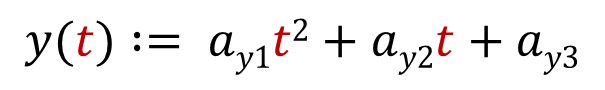 y(t) := a_{y1}t^2 + a_{y2}t + a_{y3}